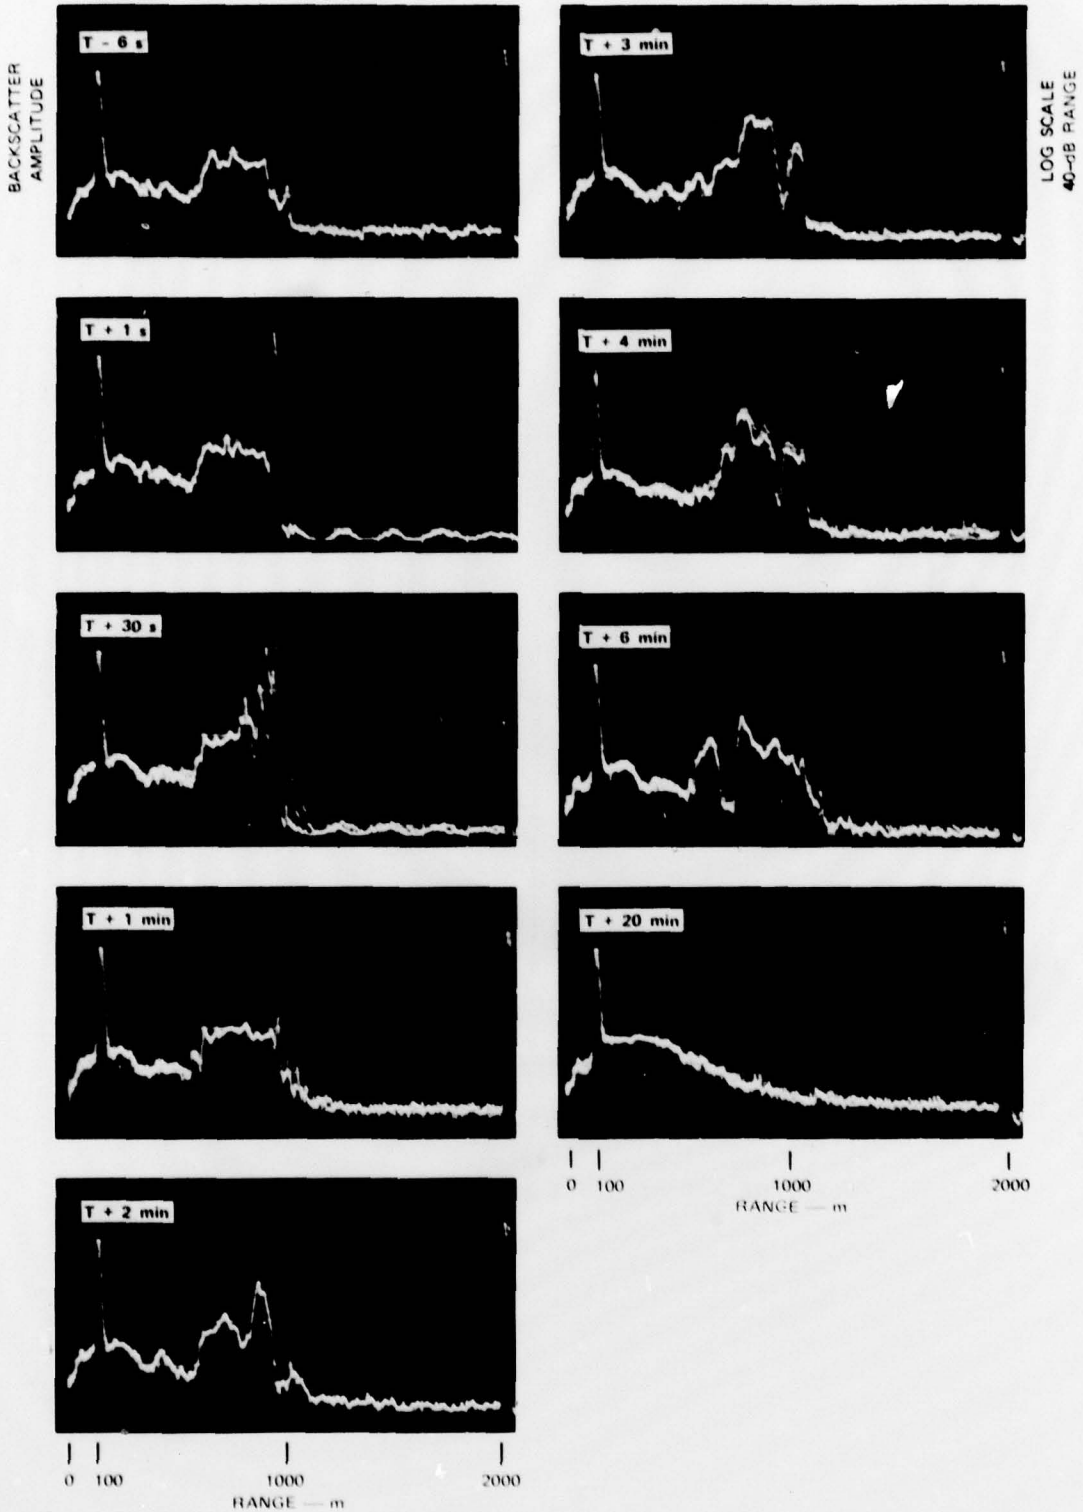 BACKSCATTER
AMPLITUDE
T - 6 s
T + 1 s
T + 30 s
T + 1 min
T + 2 min
0 100 1000 2000
RANGE — m
T + 3 min
T + 4 min
T + 6 min
T + 20 min
0 100 1000 2000
RANGE — m
LOG SCALE
40-dB RANGE